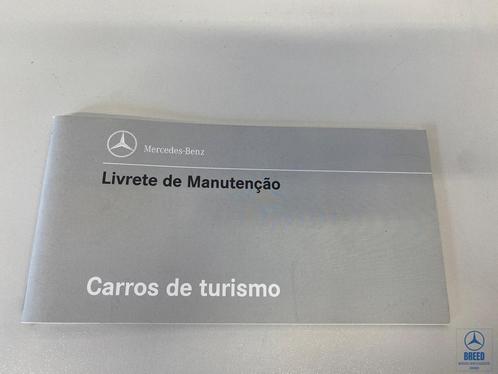 Mercedes-Benz
Livrete de Manutenção
Carros de turismo
BREED